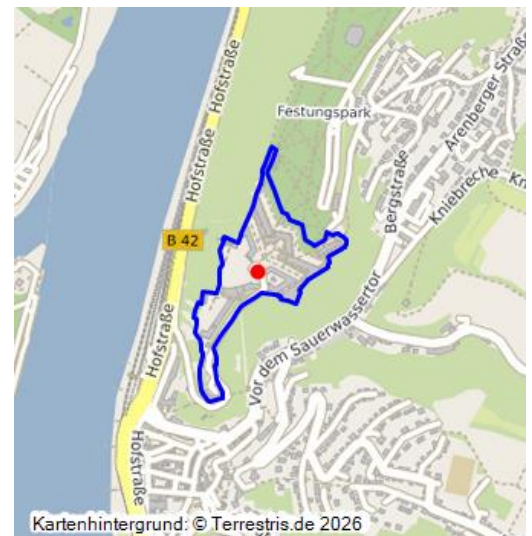 Hofstraße
Hofstraße
Festungspark
Arenberger Straße
Bergstraße
Kniebreche - Kn
B 42
Hofstraße
Vor dem Sauerwassertor
Hofstraße
Kartenhintergrund: © Terrestris.de 2026